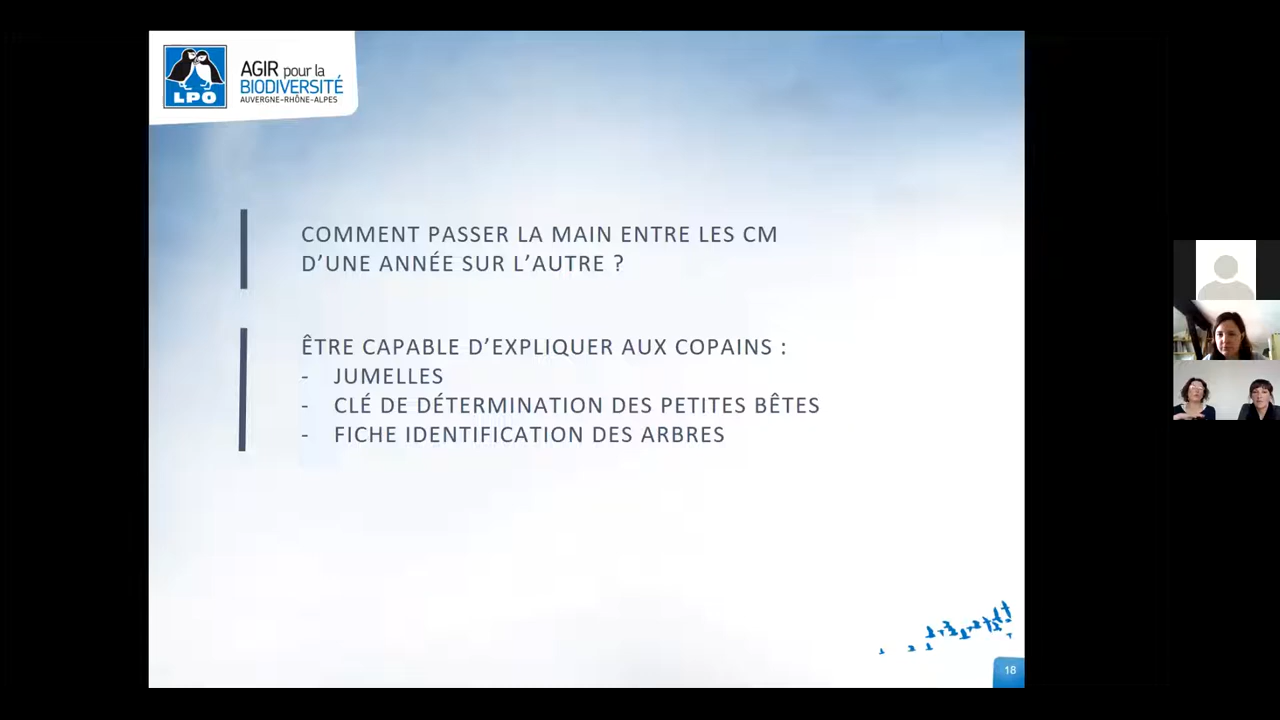 LPO
AGIR pour la
BIODIVERSITÉ
AUVERGNE-RHÔNE-ALPES
COMMENT PASSER LA MAIN ENTRE LES CM
D’UNE ANNÉE SUR L’AUTRE ?
ÊTRE CAPABLE D’EXPLIQUER AUX COPAINS :
- JUMELLES
- CLÉ DE DÉTERMINATION DES PETITES BÊTES
- FICHE IDENTIFICATION DES ARBRES
18